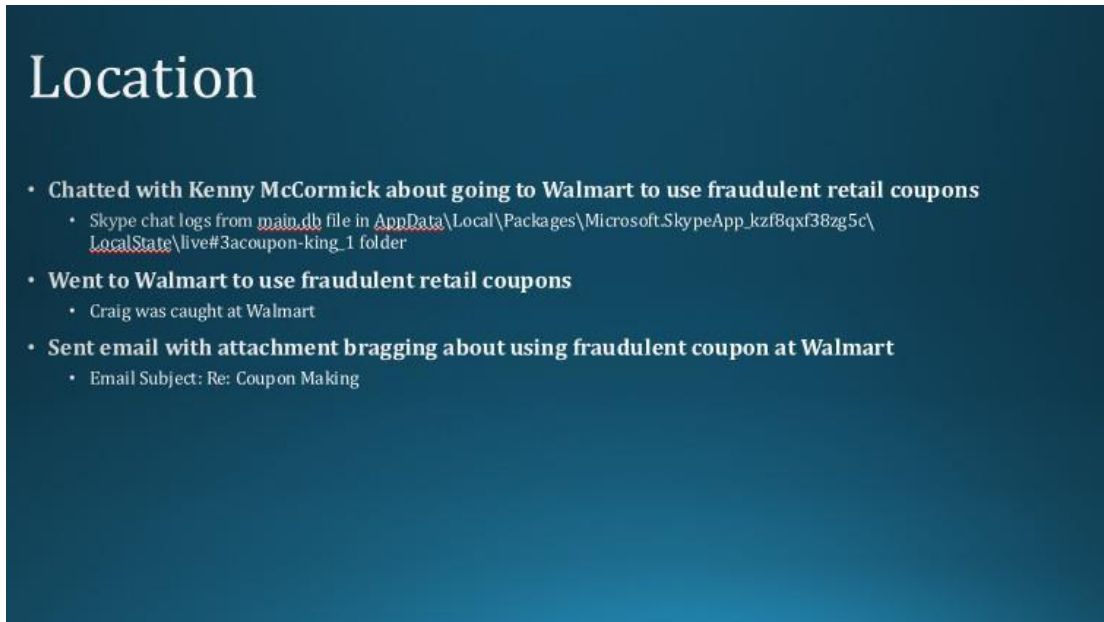 Location
• Chatted with Kenny McCormick about going to Walmart to use fraudulent retail coupons
• Skype chat logs from main.db file in AppData\Local\Packages\Microsoft.SkypeApp_kzf8qxf38zg5c\
LocalState\live#3acoupon-king_1 folder
• Went to Walmart to use fraudulent retail coupons
• Craig was caught at Walmart
• Sent email with attachment bragging about using fraudulent coupon at Walmart
• Email Subject: Re: Coupon Making